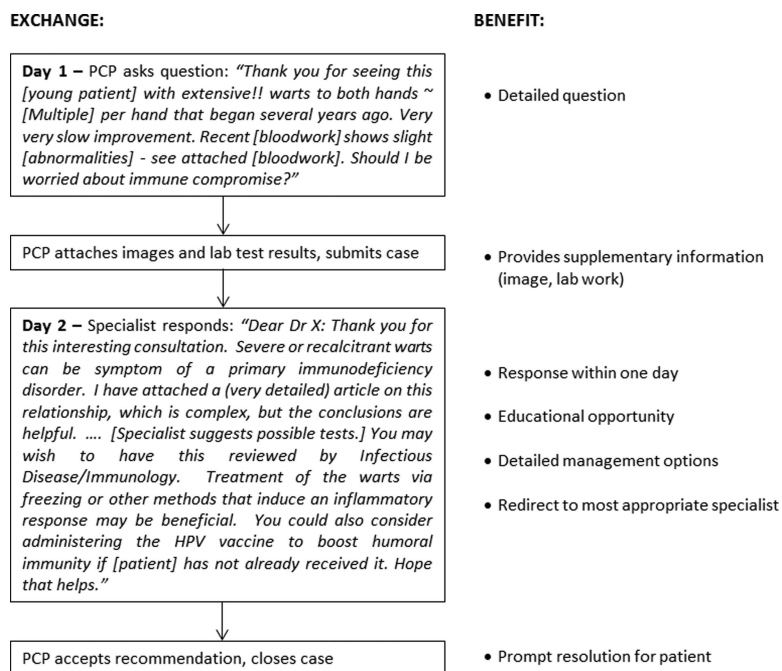 EXCHANGE:
BENEFIT:
Day 1 – PCP asks question: “Thank you for seeing this
[young patient] with extensive!! warts to both hands ~
[Multiple] per hand that began several years ago. Very
very slow improvement. Recent [bloodwork] shows slight
[abnormalities] - see attached [bloodwork]. Should I be
worried about immune compromise?”
• Detailed question
PCP attaches images and lab test results, submits case
• Provides supplementary information
(image, lab work)
Day 2 – Specialist responds: “Dear Dr X: Thank you for
this interesting consultation. Severe or recalcitrant warts
can be symptom of a primary immunodeficiency
disorder. I have attached a (very detailed) article on this
relationship, which is complex, but the conclusions are
helpful. …. [Specialist suggests possible tests.] You may
wish to have this reviewed by Infectious
Disease/Immunology. Treatment of the warts via
freezing or other methods that induce an inflammatory
response may be beneficial. You could also consider
administering the HPV vaccine to boost humoral
immunity if [patient] has not already received it. Hope
that helps.”
• Response within one day
• Educational opportunity
• Detailed management options
• Redirect to most appropriate specialist
PCP accepts recommendation, closes case
• Prompt resolution for patient